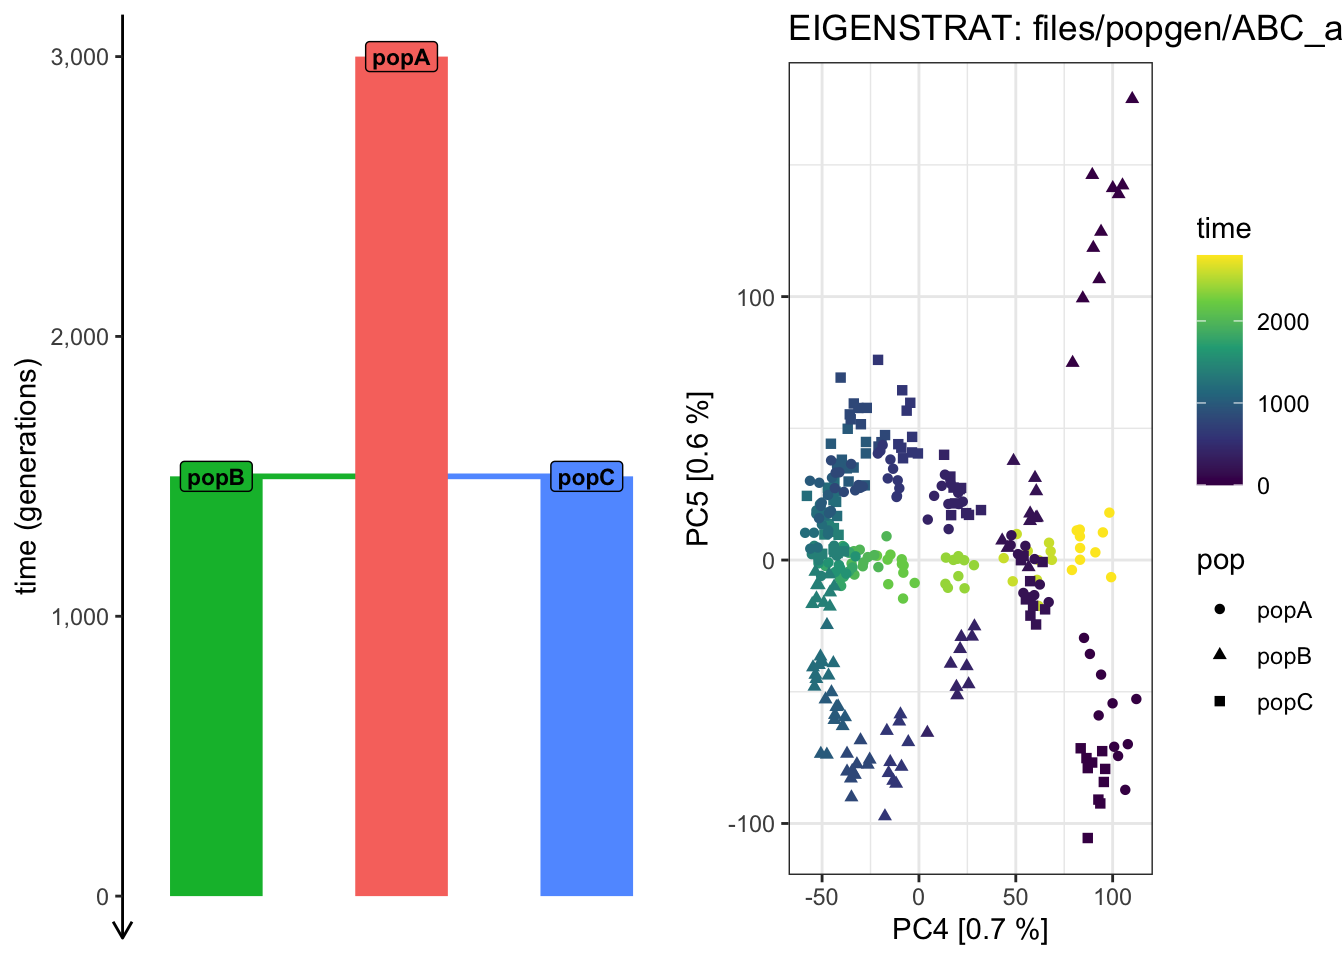 3,000
2,000
1,000
0
time (generations)
popA
popB
popC
EIGENSTRAT: files/popgen/ABC_a
100
0
-100
PC5 [0.6 %]
-50
0
50
100
PC4 [0.7 %]
time
2000
1000
0
pop
popA
popB
popC